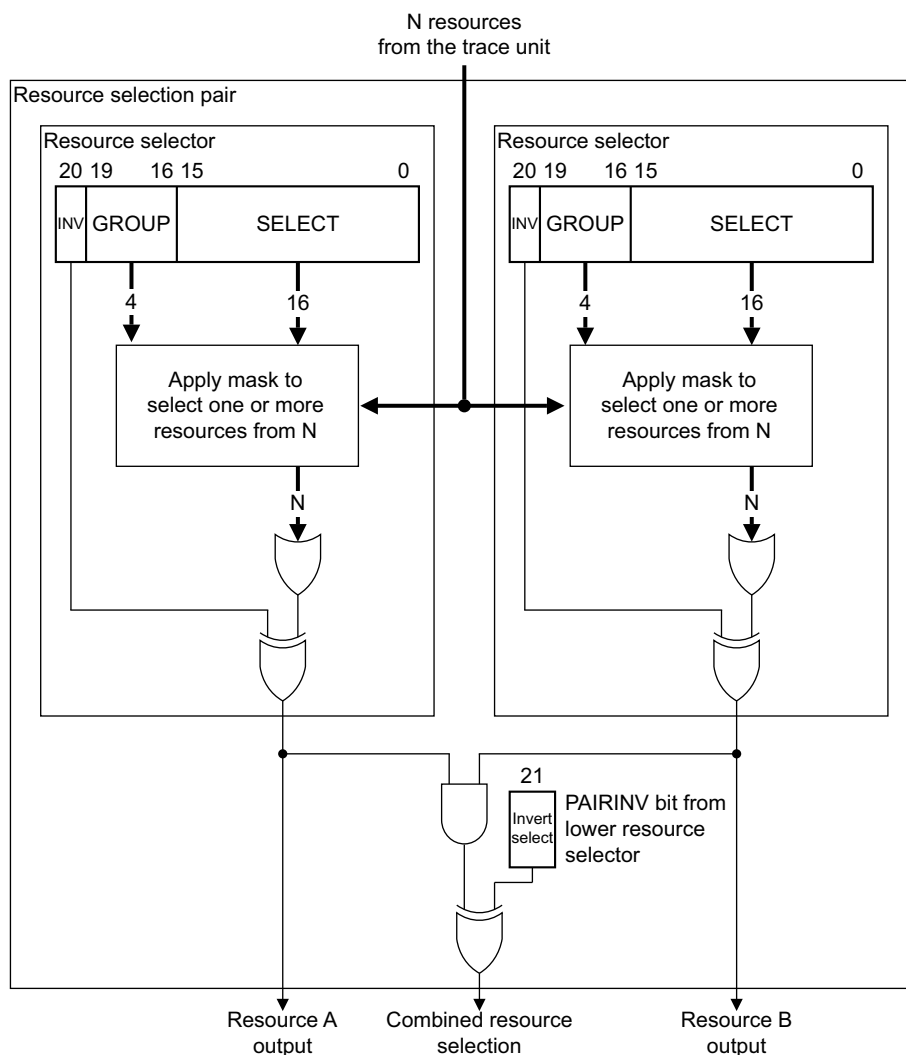 N resources
from the trace unit
Resource selection pair
Resource selector
20 19 16 15 0
INV GROUP SELECT
4 16
Apply mask to
select one or more
resources from N
N
Resource selector
20 19 16 15 0
INV GROUP SELECT
4 16
Apply mask to
select one or more
resources from N
N
21
Invert
select
PAIRINV bit from
lower resource
selector
Resource A
output
Combined resource
selection
Resource B
output